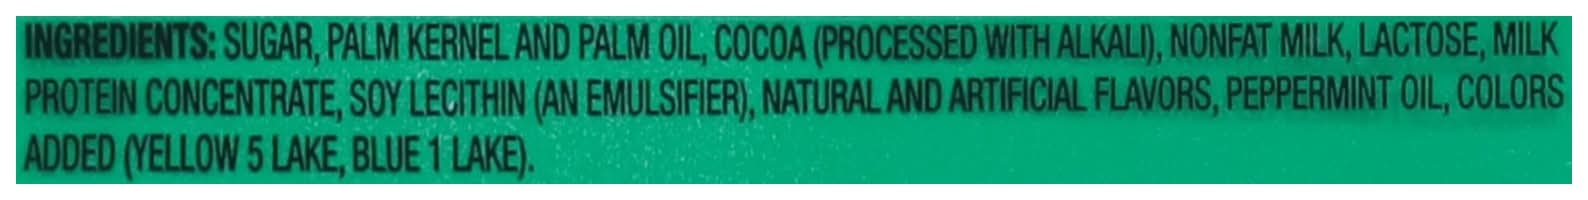 INGREDIENTS: SUGAR, PALM KERNEL AND PALM OIL, COCOA (PROCESSED WITH ALKALI), NONFAT MILK, LACTOSE, MILK
PROTEIN CONCENTRATE, SOY LECITHIN (AN EMULSIFIER), NATURAL AND ARTIFICIAL FLAVORS, PEPPERMINT OIL, COLORS
ADDED (YELLOW 5 LAKE, BLUE 1 LAKE).